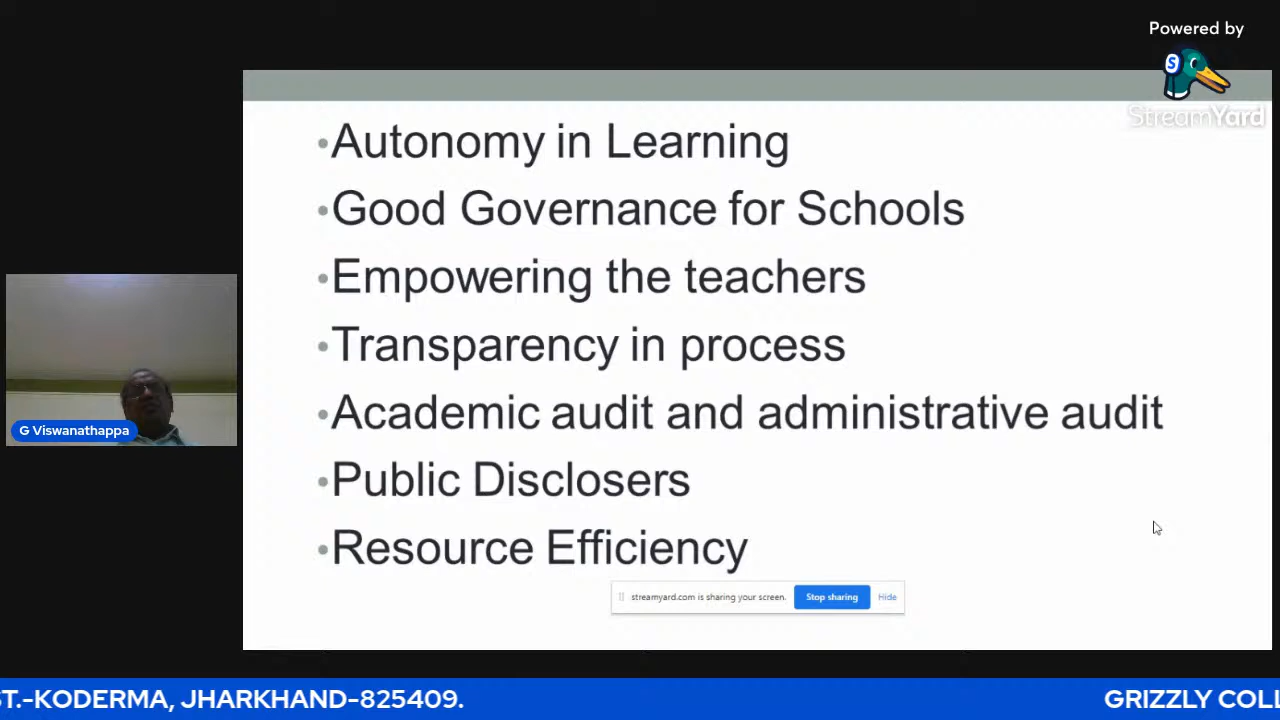 Powered by
StreamYard
•Autonomy in Learning
•Good Governance for Schools
•Empowering the teachers
•Transparency in process
•Academic audit and administrative audit
•Public Disclosers
•Resource Efficiency
G Viswanathappa
streamyard.com is sharing your screen. Stop sharing Hide
ST.-KODERMA, JHARKHAND-825409. GRIZZLY COLL